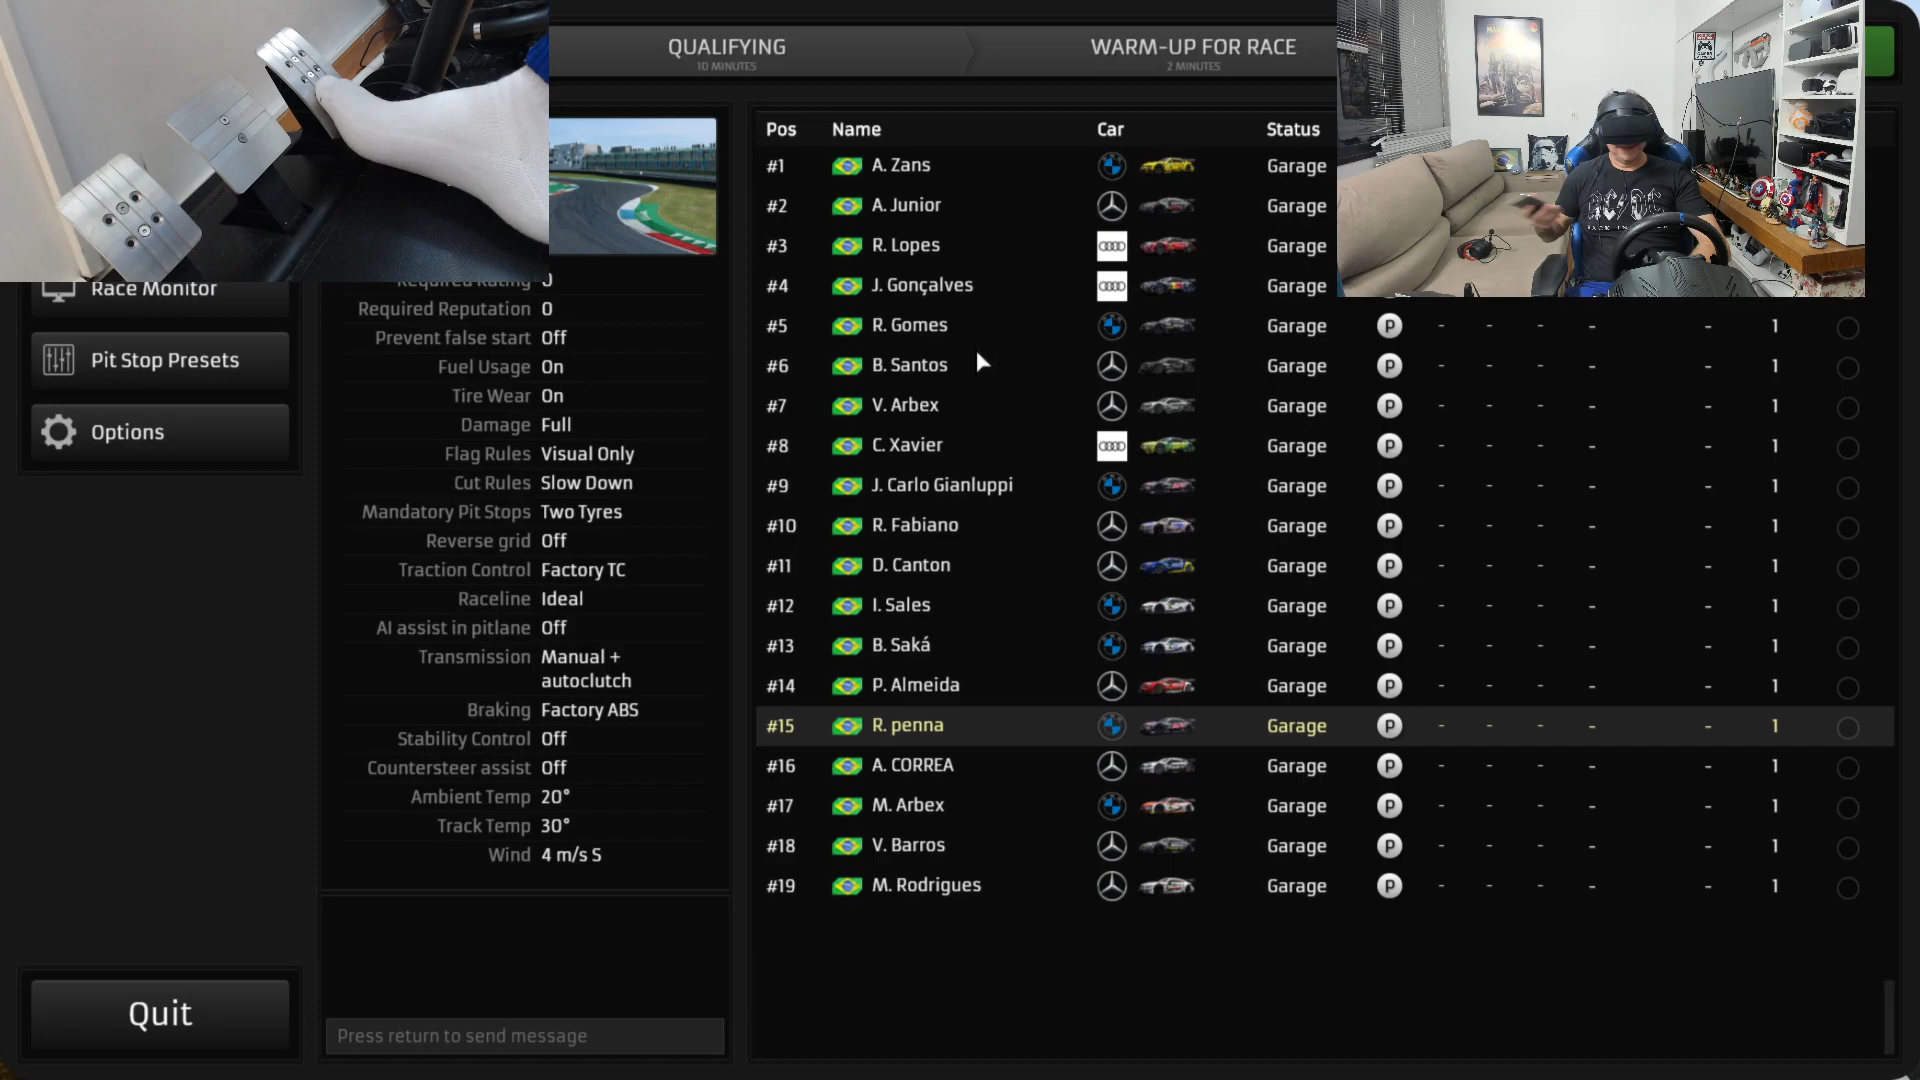 QUALIFYING
10 MINUTES
WARM-UP FOR RACE
2 MINUTES
Race Monitor
Pit Stop Presets
Options
Quit
Required Rating 0
Required Reputation 0
Prevent false start Off
Fuel Usage On
Tire Wear On
Damage Full
Flag Rules Visual Only
Cut Rules Slow Down
Mandatory Pit Stops Two Tyres
Reverse grid Off
Traction Control Factory TC
Raceline Ideal
AI assist in pitlane Off
Transmission Manual +
autoclutch
Braking Factory ABS
Stability Control Off
Countersteer assist Off
Ambient Temp 20°
Track Temp 30°
Wind 4 m/s S
Press return to send message
Pos Name Car Status
#1 A. Zans Garage
#2 A. Junior Garage
#3 R. Lopes Garage
#4 J. Gonçalves Garage
#5 R. Gomes Garage P - - - - - 1
#6 B. Santos Garage P - - - - - 1
#7 V. Arbex Garage P - - - - - 1
#8 C. Xavier Garage P - - - - - 1
#9 J. Carlo Gianluppi Garage P - - - - - 1
#10 R. Fabiano Garage P - - - - - 1
#11 D. Canton Garage P - - - - - 1
#12 I. Sales Garage P - - - - - 1
#13 B. Saká Garage P - - - - - 1
#14 P. Almeida Garage P - - - - - 1
#15 R. penna Garage P - - - - - 1
#16 A. CORREA Garage P - - - - - 1
#17 M. Arbex Garage P - - - - - 1
#18 V. Barros Garage P - - - - - 1
#19 M. Rodrigues Garage P - - - - - 1
AC/DC
BACK IN